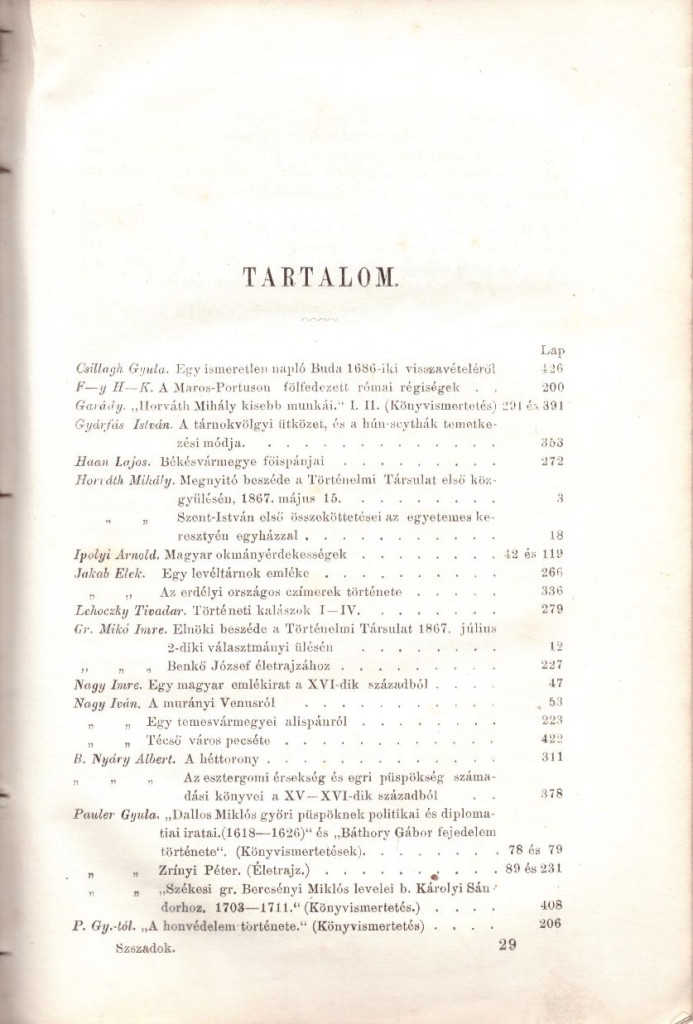 TARTALOM.
Lap
Csillagh Gyula. Egy ismeretlen napló Buda 1686-iki visszavételéről 426
F—y H—K. A Maros-Portuson fölfedezett római régiségek . . 200
Garády. „Horváth Mihály kisebb munkái.“ I. II. (Könyvismertetés) 291 és 391
Gyárfás István. A tárnokvölgyi ütközet, és a hún-scythák temetke-
zési módja. . . . . . . . . . . . . . 353
Haan Lajos. Békésvármegye főispánjai . . . . . . . . . 272
Horváth Mihály. Megnyitó beszéde a Történelmi Társulat első köz-
gyülésén, 1867. május 15. . . . . . . . . 3
„ „ Szent-István első összeköttetései az egyetemes ke-
resztyén egyházzal . . . . . . . . . . . 18
Ipolyi Arnold. Magyar okmányérdekességek . . . . . . . . 42 és 119
Jakab Elek. Egy levéltárnok emléke . . . . . . . . . . 266
„ „ Az erdélyi országos czímerek története . . . . . 336
Lehoczky Tivadar. Történeti kalászok I—IV. . . . . . . . 279
Gr. Mikó Imre. Elnöki beszéde a Történelmi Társulat 1867. július
2-diki választmányi ülésén . . . . . . . 12
„ „ „ Benkő József életrajzához . . . . . . . . . 227
Nagy Imre. Egy magyar emlékirat a XVI-dik századból . . . . 47
Nagy Iván. A murányi Venusról . . . . . . . . . . . 53
„ „ Egy temesvármegyei alispánról . . . . . . . . 223
„ „ Técső város pecséte . . . . . . . . . . . . 422
B. Nyáry Albert. A héttorony . . . . . . . . . . . . 311
„ „ „ Az esztergomi érsekség és egri püspökség száma-
dási könyvei a XV—XVI-dik századból . . 378
Pauler Gyula. „Dallos Miklós győri püspöknek politikai és diploma-
tiai iratai.(1618—1626)“ és „Báthory Gábor fejedelem
története“. (Könyvismertetések). . . . . . . . 78 és 79
„ „ Zrínyi Péter. (Életrajz.) . . . . . . . . . . 89 és 231
„ „ „Székesi gr. Bercsényi Miklós levelei b. Károlyi Sán-
dorhoz. 1703—1711.“ (Könyvismertetés.) . . . . 408
P. Gy.-tól. „A honvédelem története.“ (Könyvismertetés) . . . . 206
Szszadok. 29